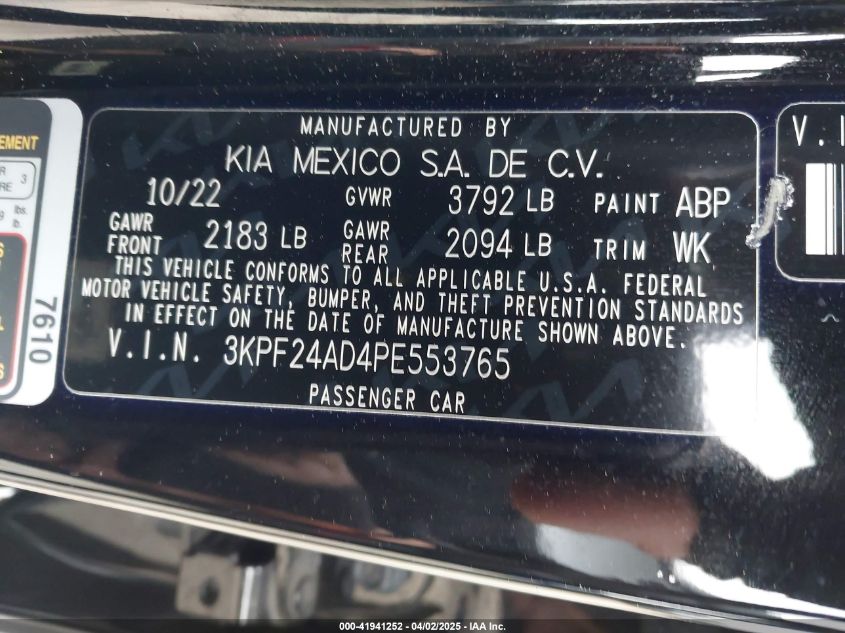 MANUFACTURED BY
KIA MEXICO S.A. DE C.V.
10/22 GVWR 3792 LB PAINT ABP
GAWR FRONT 2183 LB GAWR REAR 2094 LB TRIM WK
THIS VEHICLE CONFORMS TO ALL APPLICABLE U.S.A. FEDERAL
MOTOR VEHICLE SAFETY, BUMPER, AND THEFT PREVENTION STANDARDS
IN EFFECT ON THE DATE OF MANUFACTURE SHOWN ABOVE.
V.I.N. 3KPF24AD4PE553765
PASSENGER CAR
7610
3
lbs.
lb.
000-41941252 - 04/02/2025 - IAA Inc.